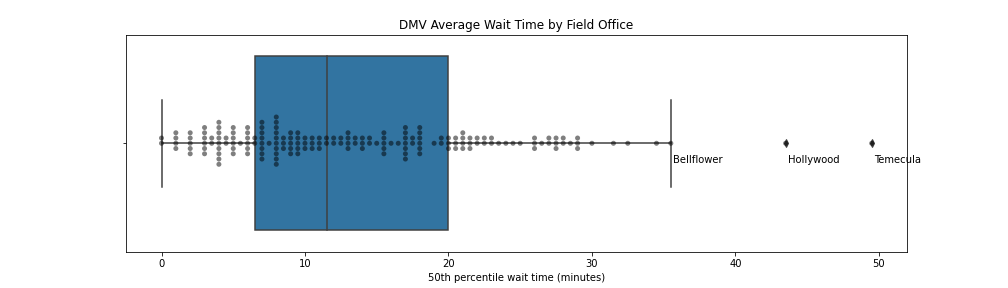 DMV Average Wait Time by Field Office
Bellflower
Hollywood
Temecula
0
10
20
30
40
50
50th percentile wait time (minutes)